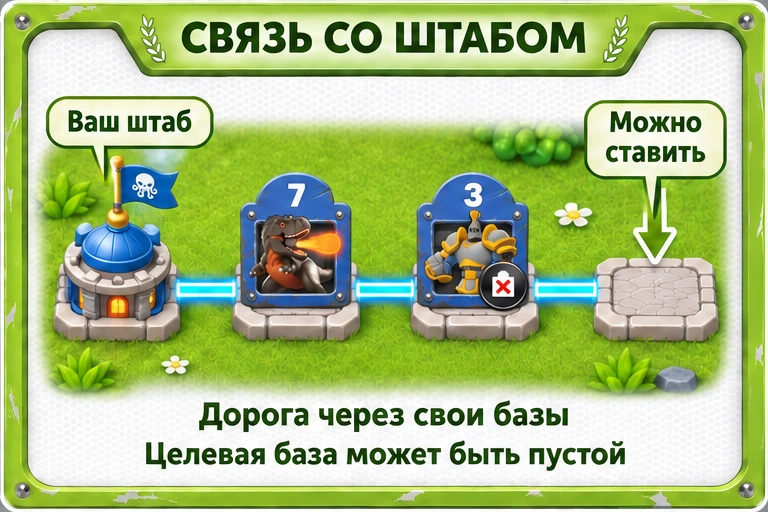 СВЯЗЬ СО ШТАБОМ
Ваш штаб
Можно
ставить
7
3
Дорога через свои базы
Целевая база может быть пустой